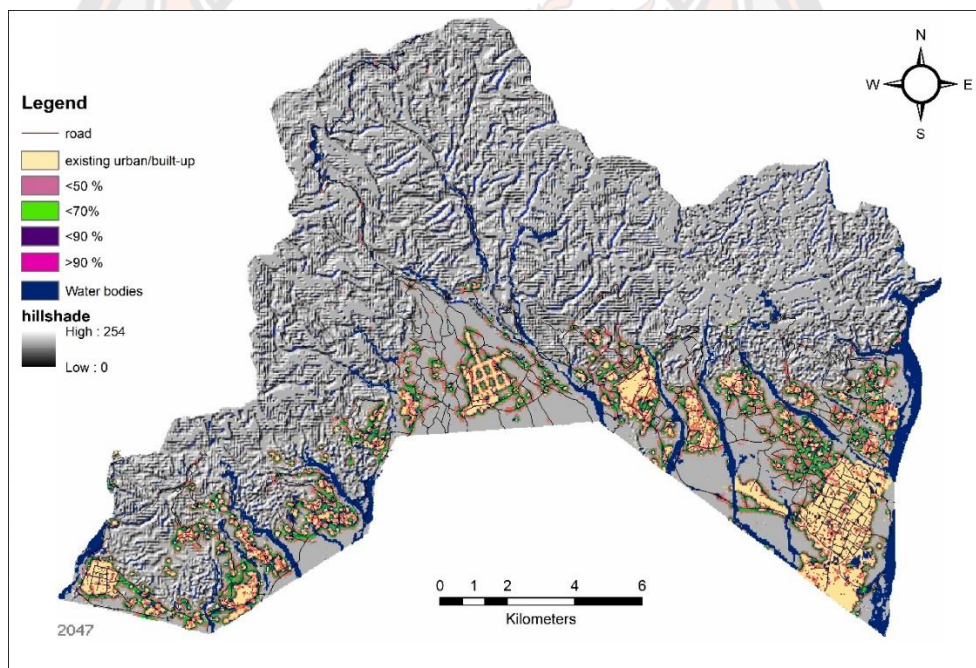 N
W E
S
Legend
road
existing urban/built-up
<50 %
<70%
<90 %
>90 %
Water bodies
hillshade
High : 254
Low : 0
0 1 2 4 6
Kilometers
2047